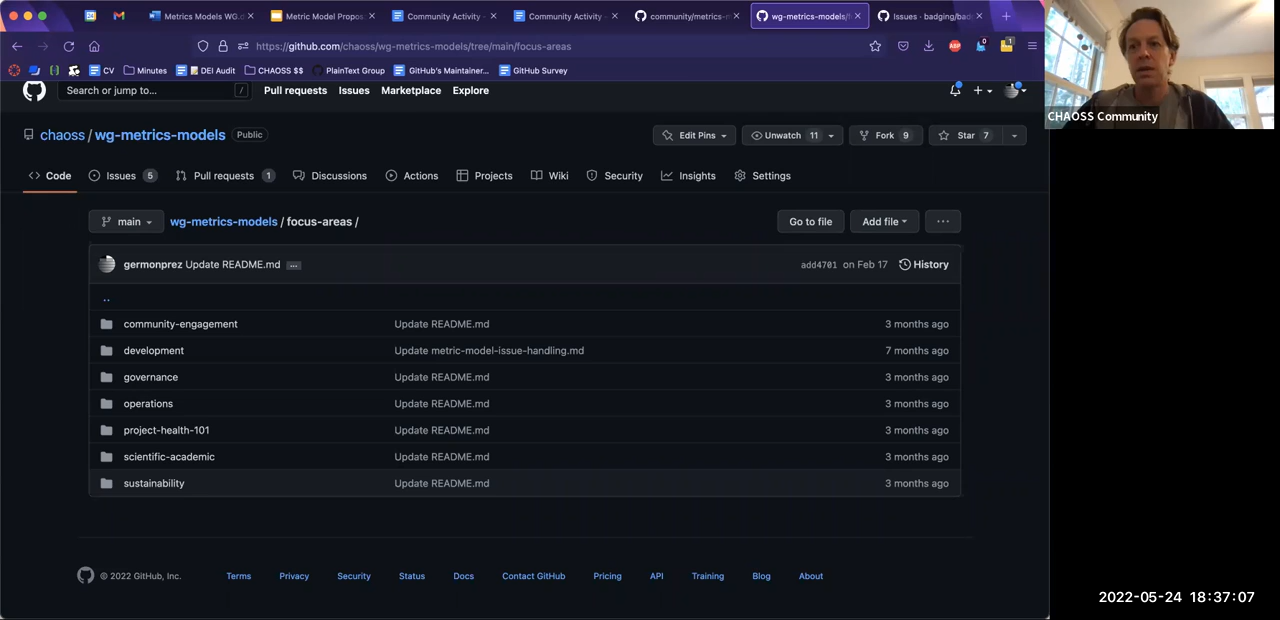 Metrics Models WG.c
Metric Model Propos
Community Activity -
Community Activity -
community/metrics-m
wg-metrics-models/f
Issues · badging/bad
https://github.com/chaoss/wg-metrics-models/tree/main/focus-areas
ABP
0
1
CV
Minutes
DEI Audit
CHAOSS $$
PlainText Group
GitHub's Maintainer...
GitHub Survey
Search or jump to...
/
Pull requests
Issues
Marketplace
Explore
chaoss / wg-metrics-models
Public
Edit Pins
Unwatch 11
Fork 9
Star 7
Code
Issues 5
Pull requests 1
Discussions
Actions
Projects
Wiki
Security
Insights
Settings
main
wg-metrics-models / focus-areas /
Go to file
Add file
...
germonprez Update README.md ...
add4701 on Feb 17
History
..
community-engagement Update README.md 3 months ago
development Update metric-model-issue-handling.md 7 months ago
governance Update README.md 3 months ago
operations Update README.md 3 months ago
project-health-101 Update README.md 3 months ago
scientific-academic Update README.md 3 months ago
sustainability Update README.md 3 months ago
© 2022 GitHub, Inc.
Terms
Privacy
Security
Status
Docs
Contact GitHub
Pricing
API
Training
Blog
About
CHAOSS Community
2022-05-24 18:37:07